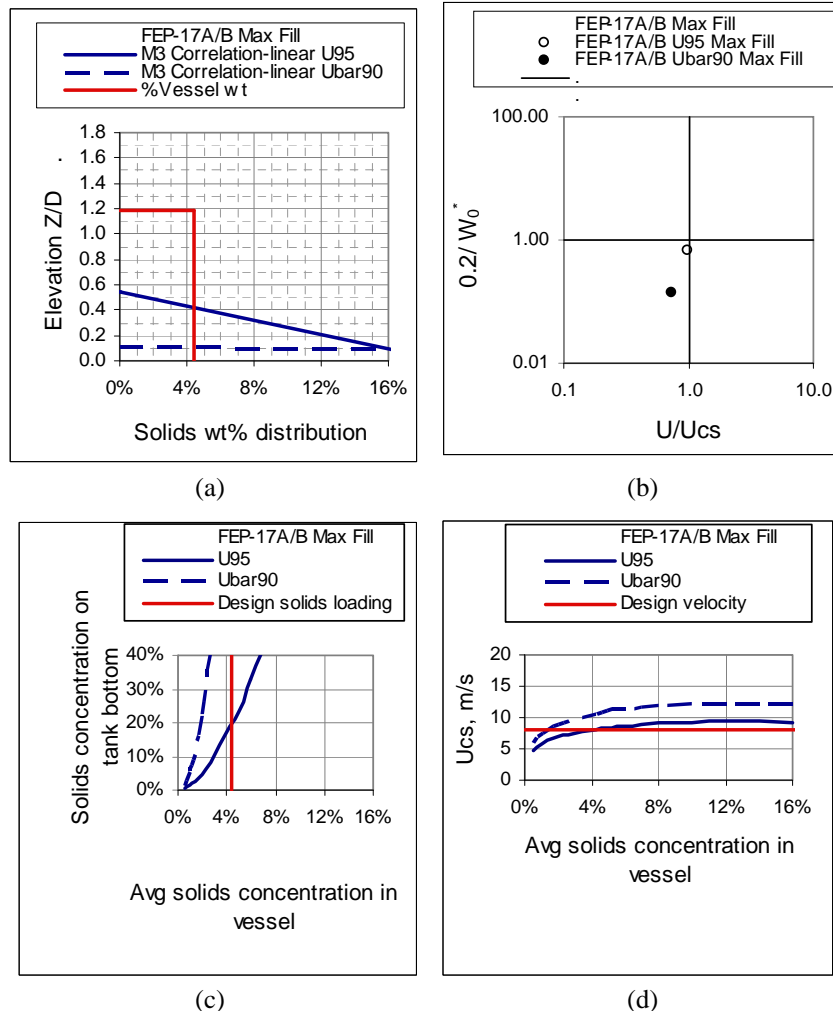 FEP-17A/B Max Fill
M3 Correlation-linear U95
M3 Correlation-linear Ubar90
%Vessel wt
1.8
1.6
1.4
1.2
1.0
0.8
0.6
0.4
0.2
0.0
Elevation Z/D
.
0% 4% 8% 12% 16%
Solids wt% distribution
(a)
FEP-17A/B Max Fill
FEP-17A/B U95 Max Fill
FEP-17A/B Ubar90 Max Fill
.
.
100.00
1.00
0.01
0.2/ W0*
0.1 1.0 10.0
U/Ucs
(b)
FEP-17A/B Max Fill
U95
Ubar90
Design solids loading
40%
30%
20%
10%
0%
Solids concentration on
tank bottom
0% 4% 8% 12% 16%
Avg solids concentration in
vessel
(c)
FEP-17A/B Max Fill
U95
Ubar90
Design velocity
20
15
10
5
0
Ucs, m/s
0% 4% 8% 12% 16%
Avg solids concentration in
vessel
(d)